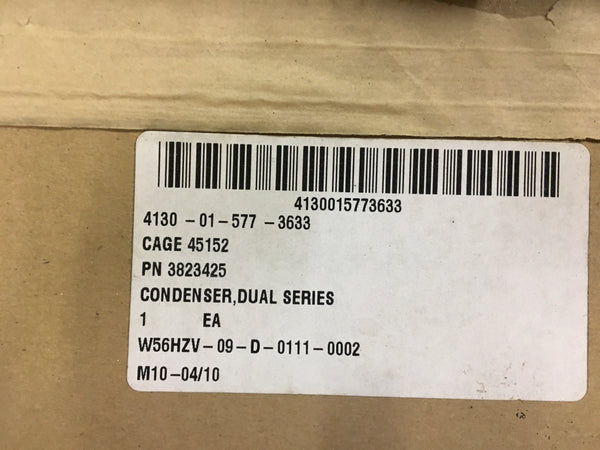 4130015773633
4130 -01-577 -3633
CAGE 45152
PN 3823425
CONDENSER,DUAL SERIES
1 EA
W56HZV-09-D-0111-0002
M10-04/10